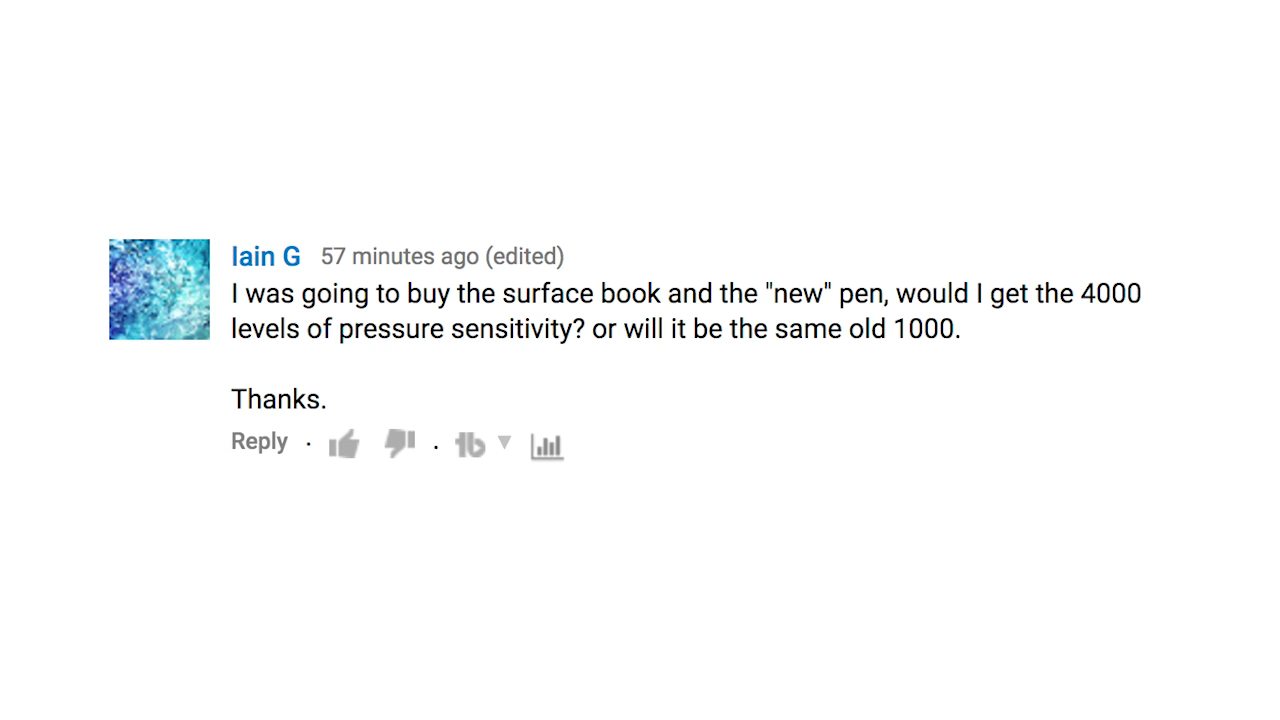 Iain G 57 minutes ago (edited)
I was going to buy the surface book and the "new" pen, would I get the 4000
levels of pressure sensitivity? or will it be the same old 1000.
Thanks.
Reply · . tb